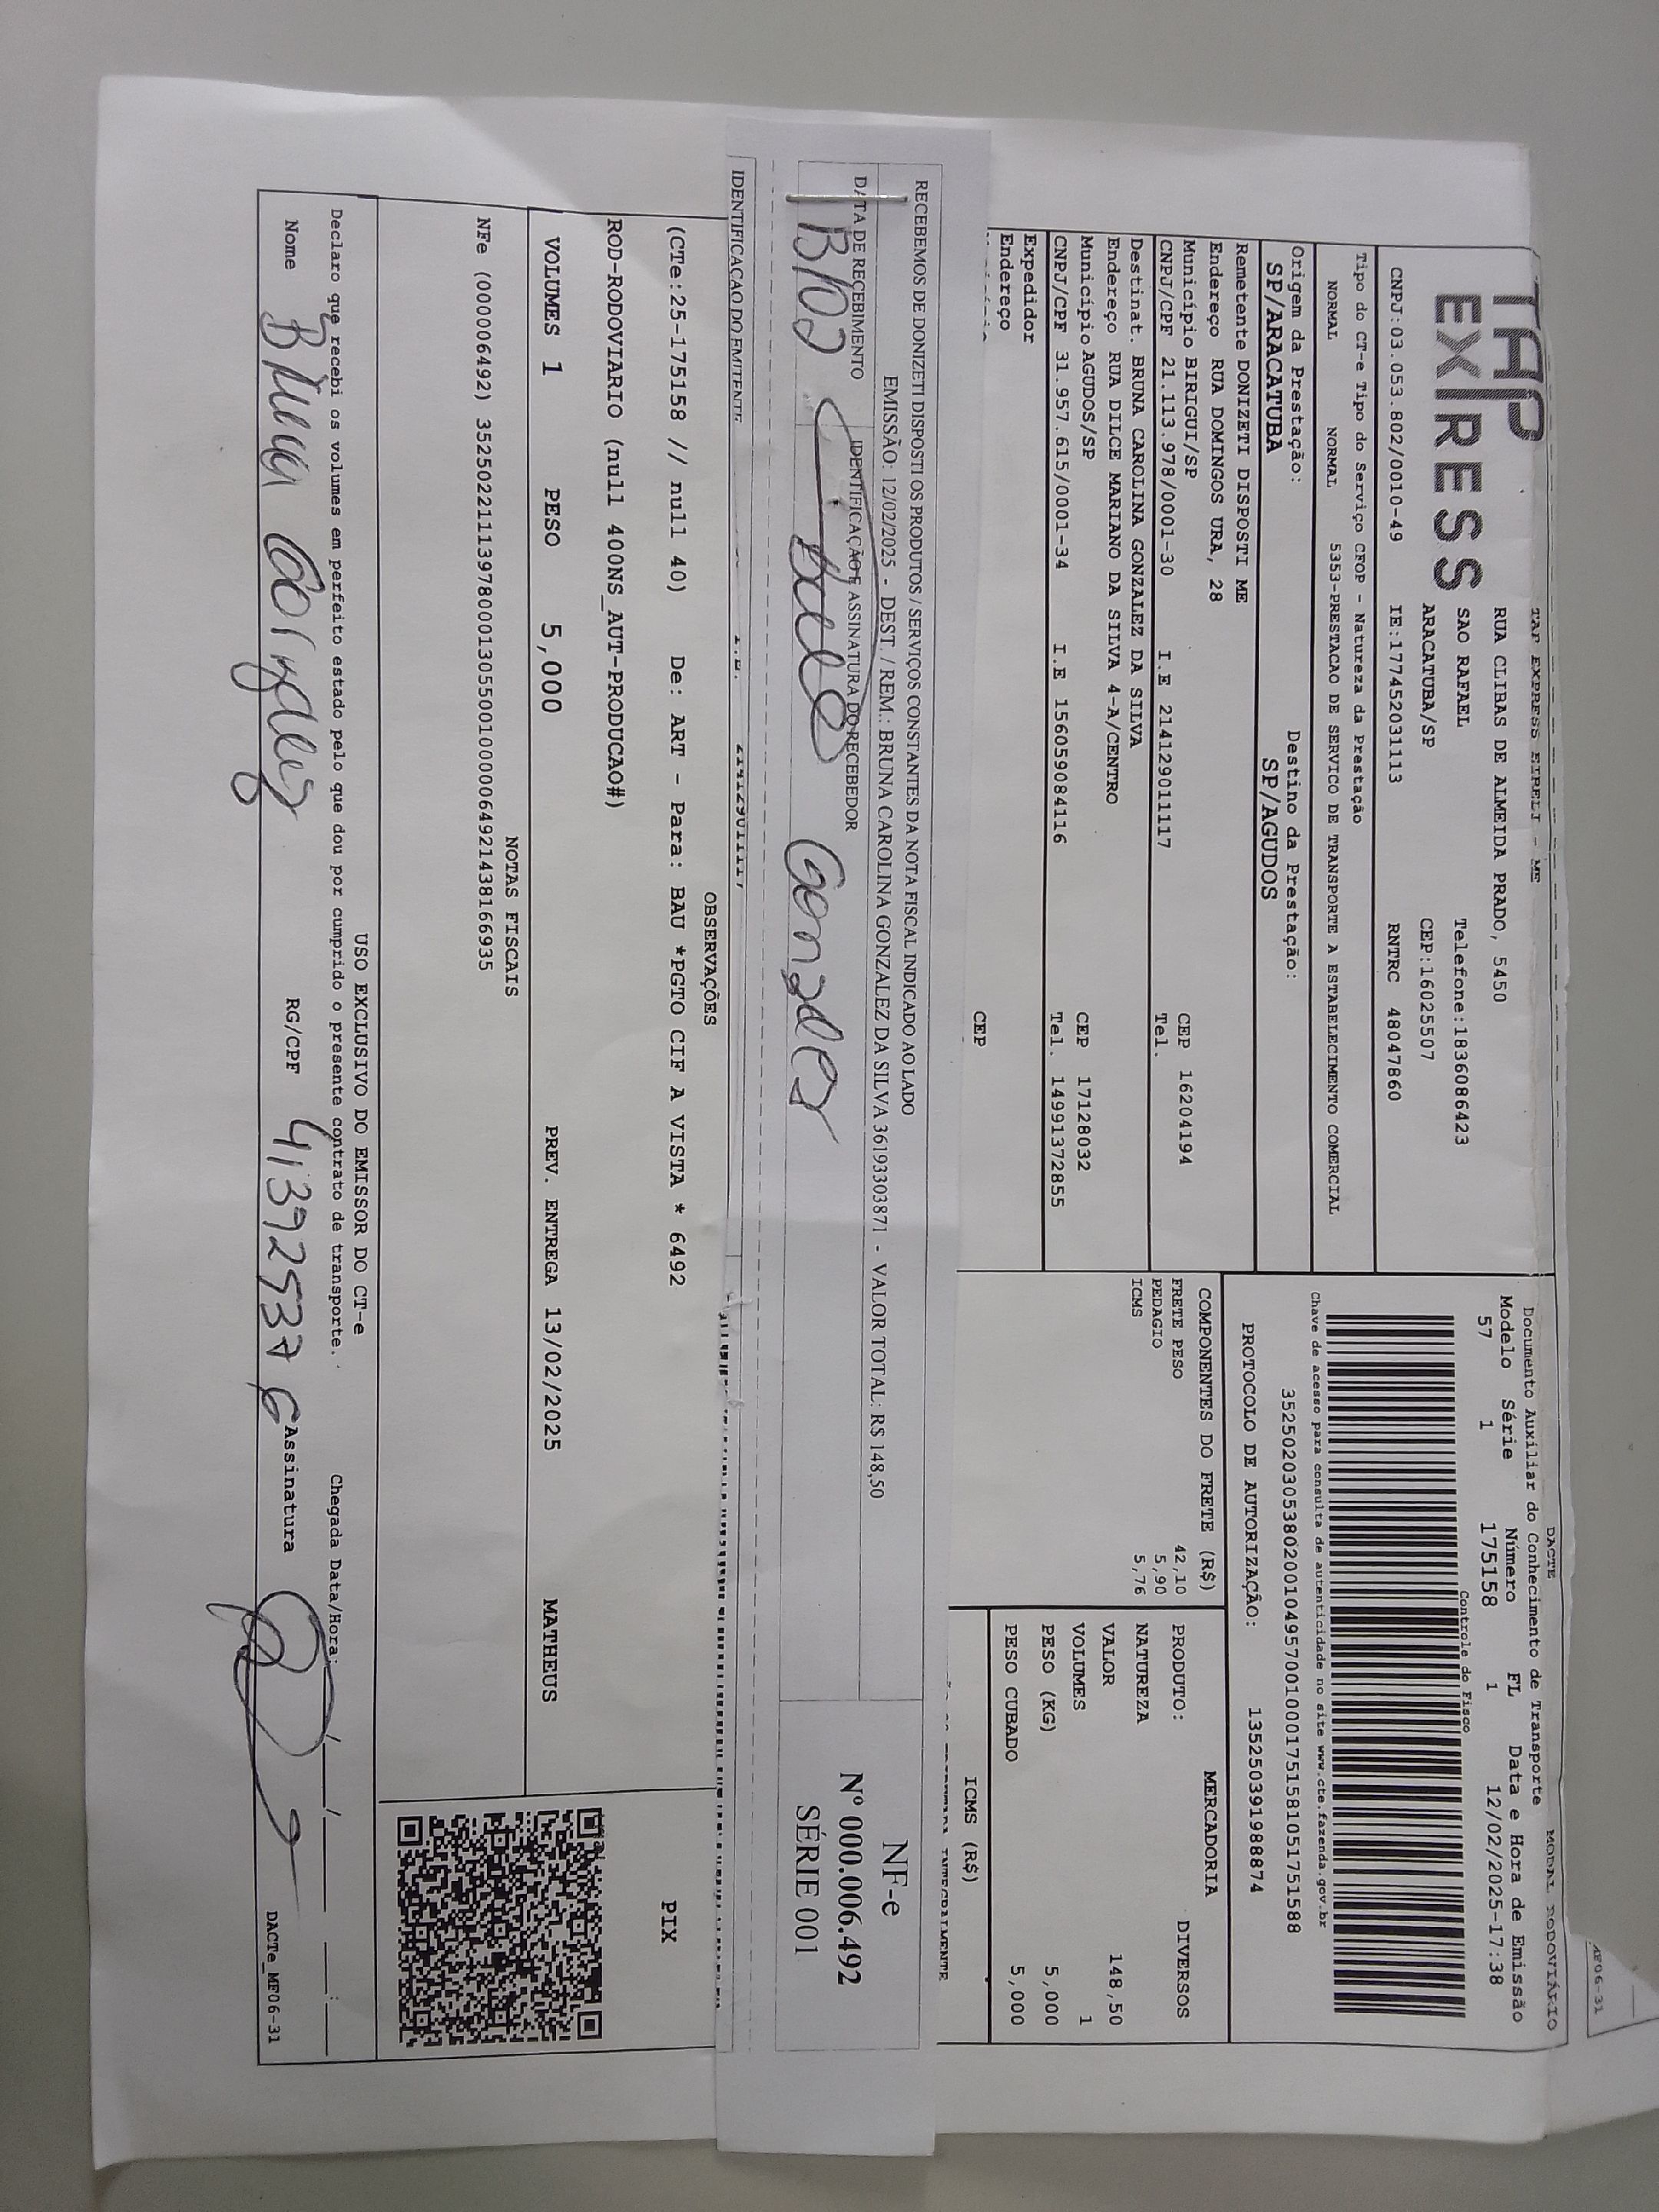 TAP EXPRESS EIRELI - ME
TAP
EXPRESS
RUA CLIBAS DE ALMEIDA PRADO, 5450
SAO RAFAEL Telefone:1836086423
ARACATUBA/SP CEP:16025507
CNPJ:03.053.802/0010-49 IE:177452031113 RNTRC 48047860
Tipo do CT-e Tipo do Serviço CFOP - Natureza da Prestação
NORMAL NORMAL 5353-PRESTACAO DE SERVICO DE TRANSPORTE A ESTABELECIMENTO COMERCIAL
Origem da Prestação: Destino da Prestação:
SP/ARACATUBA SP/AGUDOS
Remetente DONIZETI DISPOSTI ME
Endereço RUA DOMINGOS URA, 28
Município BIRIGUI/SP CEP 16204194
CNPJ/CPF 21.113.978/0001-30 I.E 214129011117 Tel.
Destinat. BRUNA CAROLINA GONZALEZ DA SILVA
Endereço RUA DILCE MARIANO DA SILVA 4-A/CENTRO
Município AGUDOS/SP CEP 17128032
CNPJ/CPF 31.957.615/0001-34 I.E 156059084116 Tel. 14991372855
Expedidor
Endereço
CEP
DACTE MODAL RODOVIÁRIO
Documento Auxiliar do Conhecimento de Transporte
Modelo Série Número FL Data e Hora de Emissão
57 1 175158 1 12/02/2025-17:38
Controle do Fisco
35250203053802001049570010001751581051751588
Chave de acesso para consulta de autenticidade no site www.cte.fazenda.gov.br
PROTOCOLO DE AUTORIZAÇÃO: 135250391988874
COMPONENTES DO FRETE (R$)
FRETE PESO 42,10
PEDAGIO 5,90
ICMS 5,76
MERCADORIA
PRODUTO: DIVERSOS
NATUREZA
VALOR 148,50
VOLUMES 1
PESO (KG) 5,000
PESO CUBADO 5,000
ICMS (R$)
MF06-31
RECEBEMOS DE DONIZETI DISPOSTI OS PRODUTOS / SERVIÇOS CONSTANTES DA NOTA FISCAL INDICADO AO LADO
EMISSÃO: 12/02/2025 - DEST. / REM.: BRUNA CAROLINA GONZALEZ DA SILVA 36193303871 - VALOR TOTAL: R$ 148,50
DATA DE RECEBIMENTO IDENTIFICAÇÃO E ASSINATURA DO RECEBEDOR
NF-e
Nº 000.006.492
SÉRIE 001
IDENTIFICAÇÃO DO EMITENTE
I.E. 214129011117
OBSERVAÇÕES
(CTe:25-175158 // null 40) De: ART - Para: BAU *PGTO CIF A VISTA * 6492
ROD-RODOVIARIO (null 400NS_AUT-PRODUCAO#)
PIX
VOLUMES 1 PESO 5,000 PREV. ENTREGA 13/02/2025 MATHEUS
NOTAS FISCAIS
NFe (000006492) 35250221113978000130550010000064921438166935
USO EXCLUSIVO DO EMISSOR DO CT-e
Declaro que recebi os volumes em perfeito estado pelo que dou por cumprido o presente contrato de transporte. Chegada Data/Hora: __/__/__ __:__
Nome Bruna Gonzalez RG/CPF 413925376 Assinatura
DACTe_MF06-31